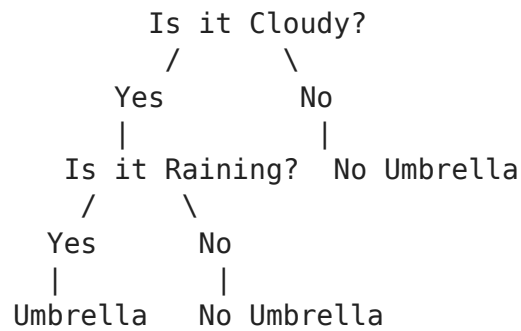 Is it Cloudy?
/ \
Yes No
| |
Is it Raining? No Umbrella
/ \
Yes No
| |
Umbrella No Umbrella